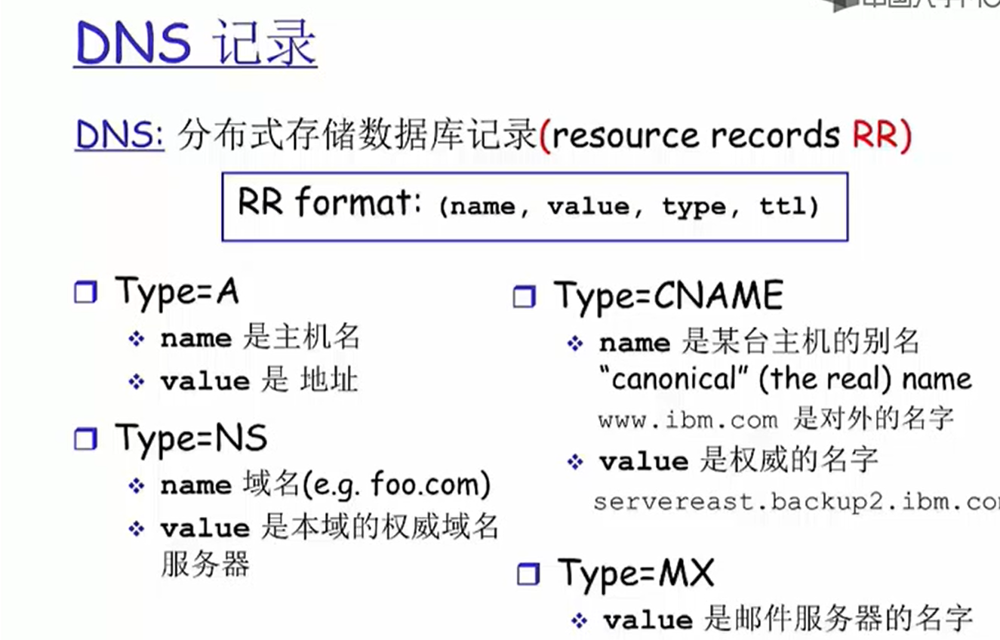 DNS 记录
DNS: 分布式存储数据库记录(resource records RR)
RR format: (name, value, type, ttl)
Type=A
name 是主机名
value 是 地址
Type=NS
name 域名(e.g. foo.com)
value 是本域的权威域名
服务器
Type=CNAME
name 是某台主机的别名
“canonical” (the real) name
www.ibm.com 是对外的名字
value 是权威的名字
servereast.backup2.ibm.co
Type=MX
value 是邮件服务器的名字